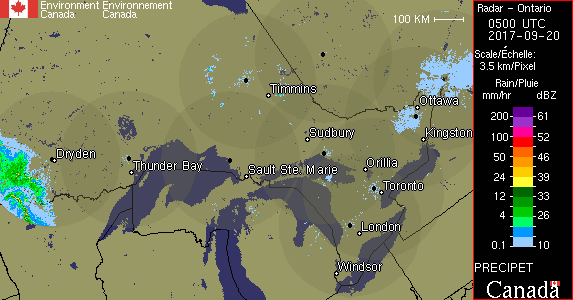 Environment Environnement
Canada Canada
100 KM
Timmins
Ottawa
Sudbury
Kingston
Dryden
Thunder Bay
Sault Ste. Marie
Orillia
Toronto
London
Windsor
Radar - Ontario
0500 UTC
2017-09-20
Scale/Échelle:
3.5 km/Pixel
Rain/Pluie
mm/hr dBZ
200 61
100 52
50 46
24 39
12 34
4 26
0.1 10
PRECIPET
Canada